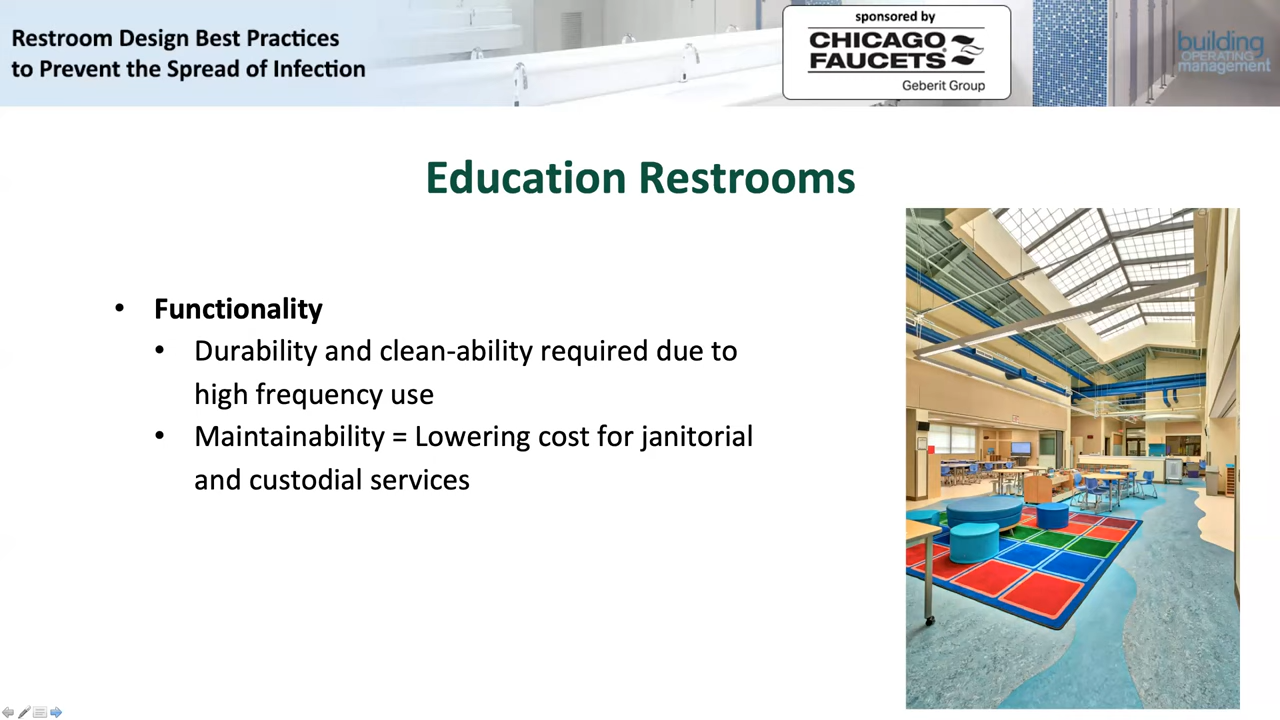 Restroom Design Best Practices
to Prevent the Spread of Infection
sponsored by
CHICAGO
FAUCETS
Geberit Group
building
OPERATING
management
Education Restrooms
• Functionality
• Durability and clean-ability required due to
high frequency use
• Maintainability = Lowering cost for janitorial
and custodial services